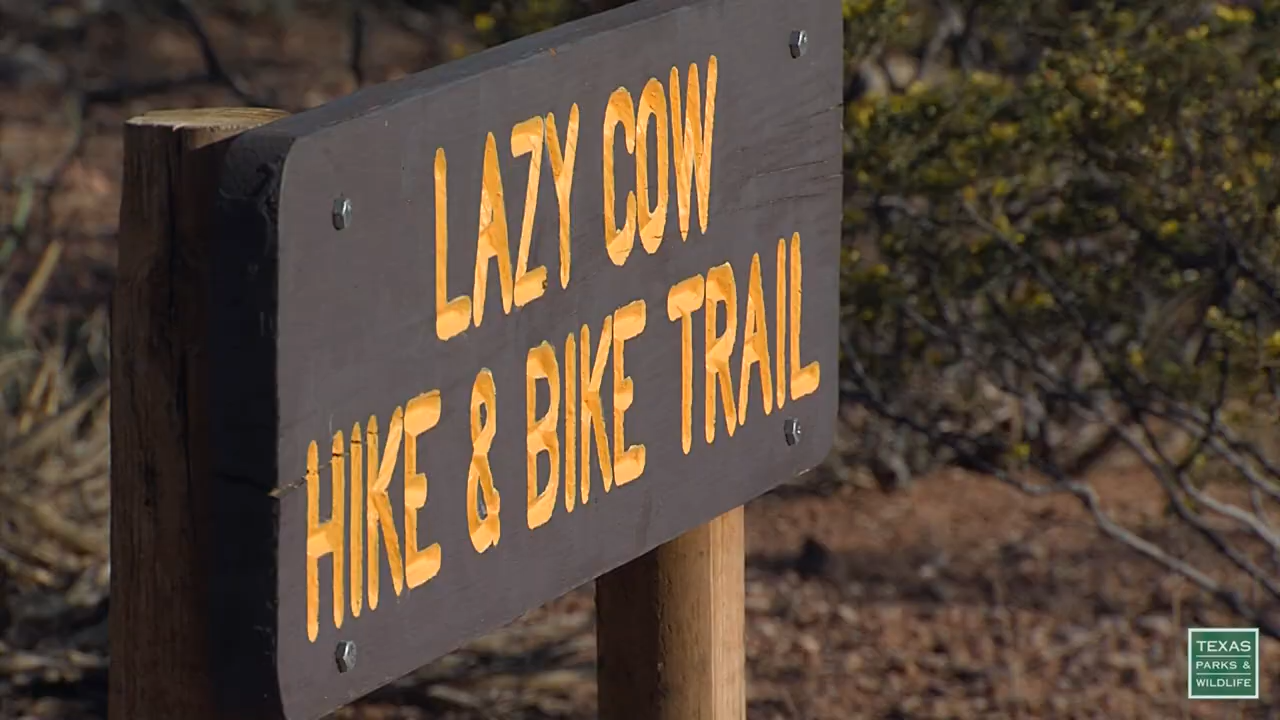 LAZY COW
HIKE & BIKE TRAIL
TEXAS
PARKS &
WILDLIFE